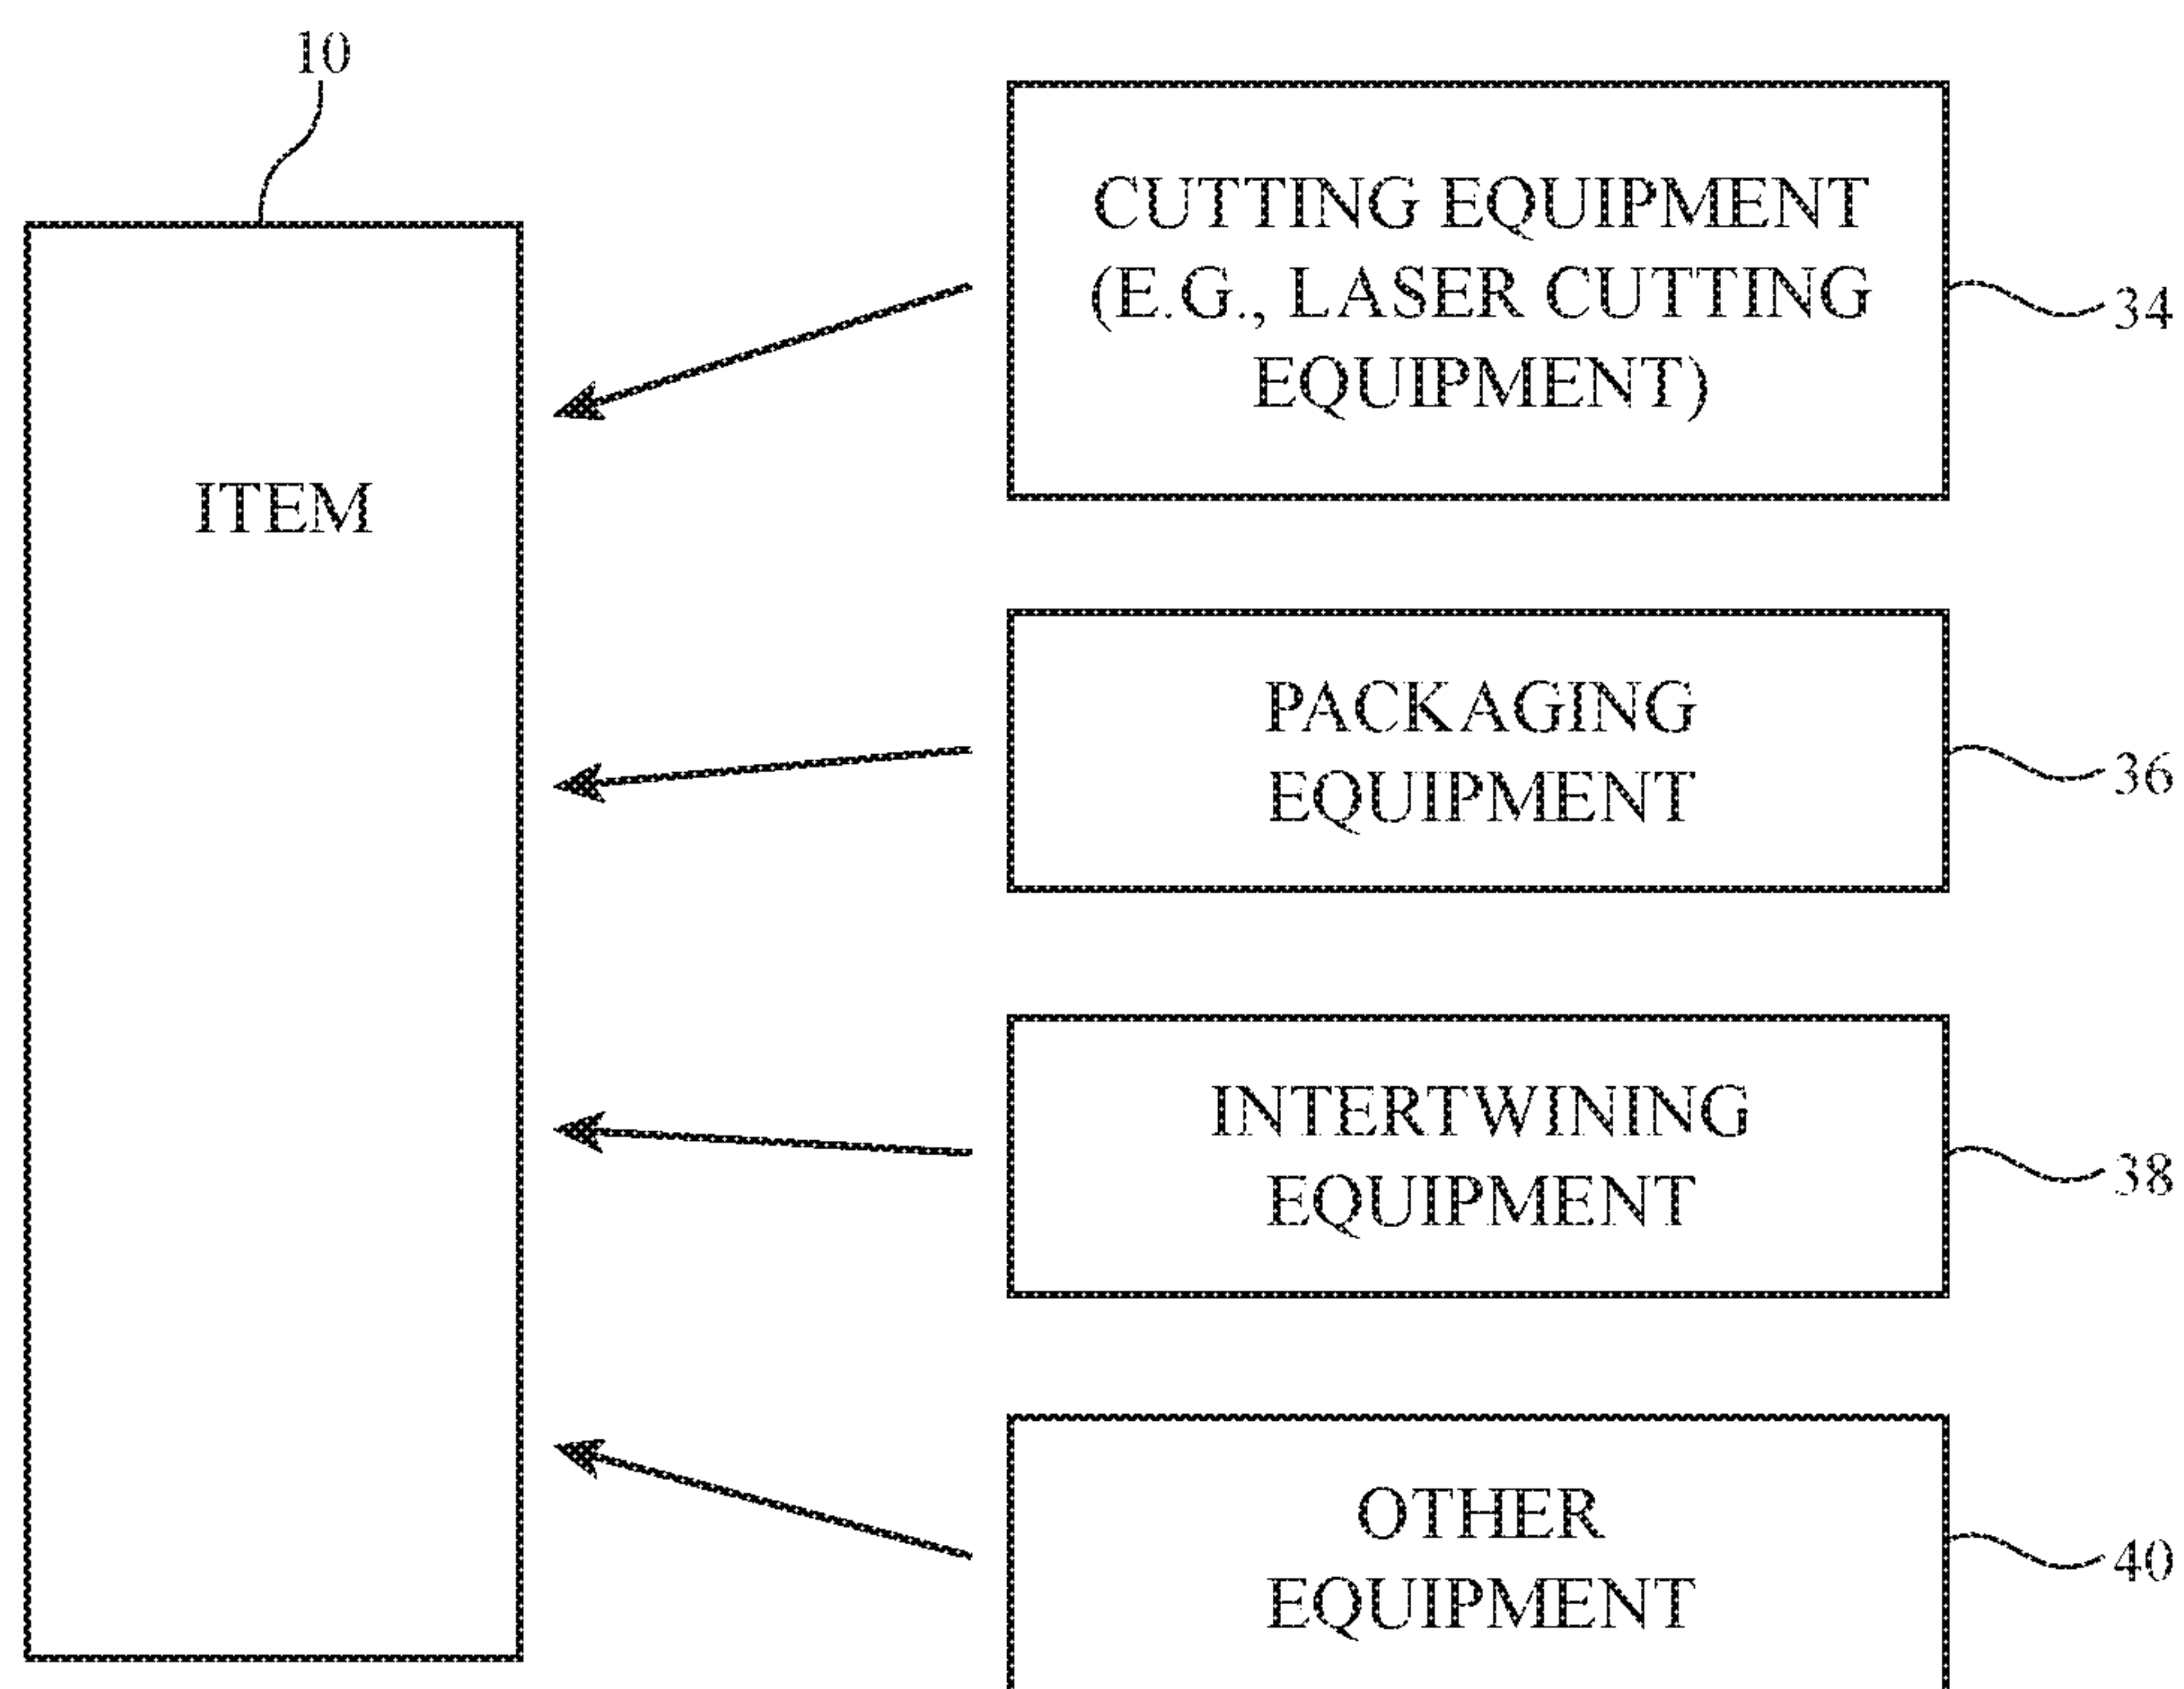 10
ITEM
CUTTING EQUIPMENT
(E.G., LASER CUTTING
EQUIPMENT)
34
PACKAGING
EQUIPMENT
36
INTERTWINING
EQUIPMENT
38
OTHER
EQUIPMENT
40